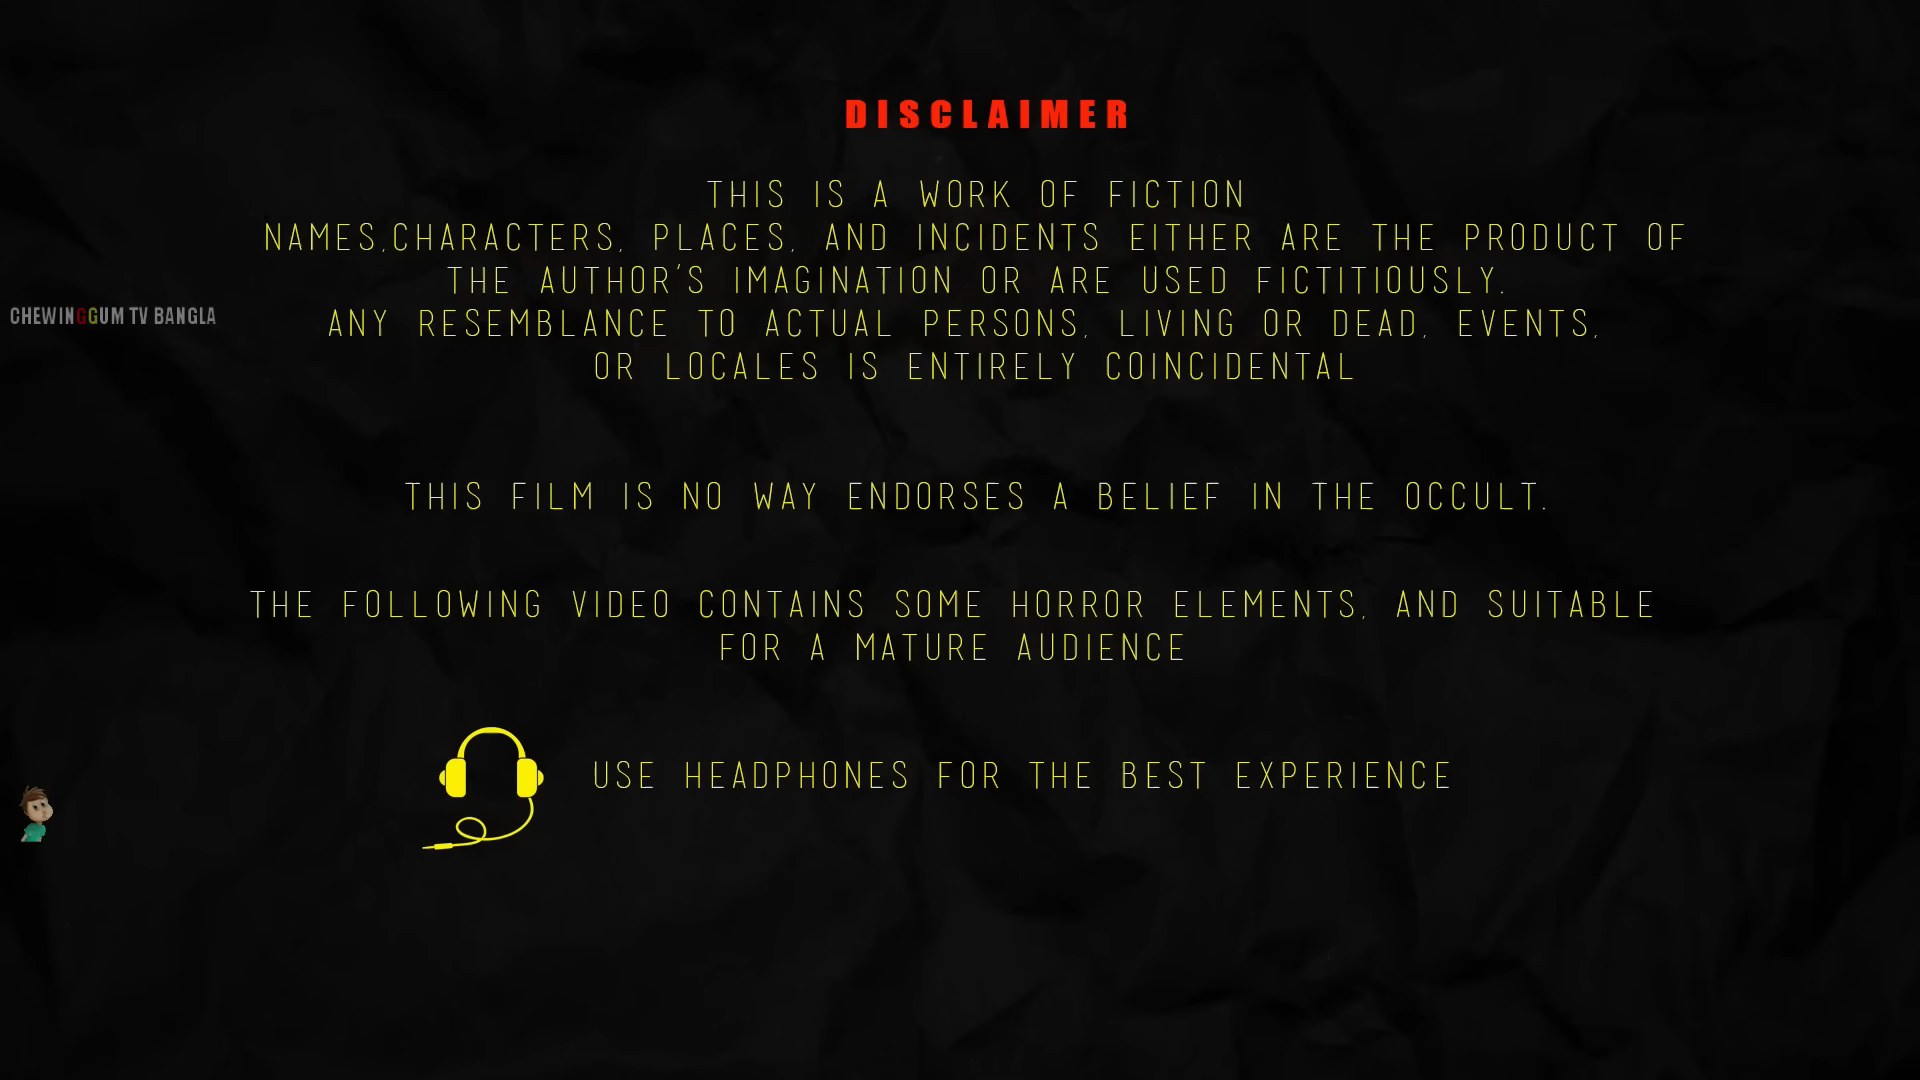 DISCLAIMER
THIS IS A WORK OF FICTION
NAMES,CHARACTERS, PLACES, AND INCIDENTS EITHER ARE THE PRODUCT OF
THE AUTHOR'S IMAGINATION OR ARE USED FICTITIOUSLY.
CHEWINGGUM TV BANGLA
ANY RESEMBLANCE TO ACTUAL PERSONS, LIVING OR DEAD, EVENTS,
OR LOCALES IS ENTIRELY COINCIDENTAL
THIS FILM IS NO WAY ENDORSES A BELIEF IN THE OCCULT.
THE FOLLOWING VIDEO CONTAINS SOME HORROR ELEMENTS, AND SUITABLE
FOR A MATURE AUDIENCE
USE HEADPHONES FOR THE BEST EXPERIENCE